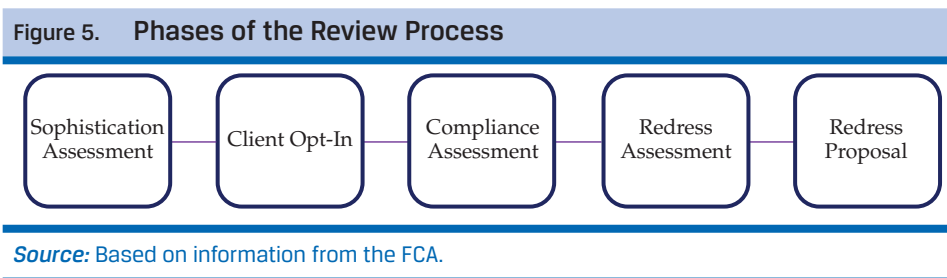 Figure 5. Phases of the Review Process
Sophistication
Assessment
Client Opt-In
Compliance
Assessment
Redress
Assessment
Redress
Proposal
Source: Based on information from the FCA.